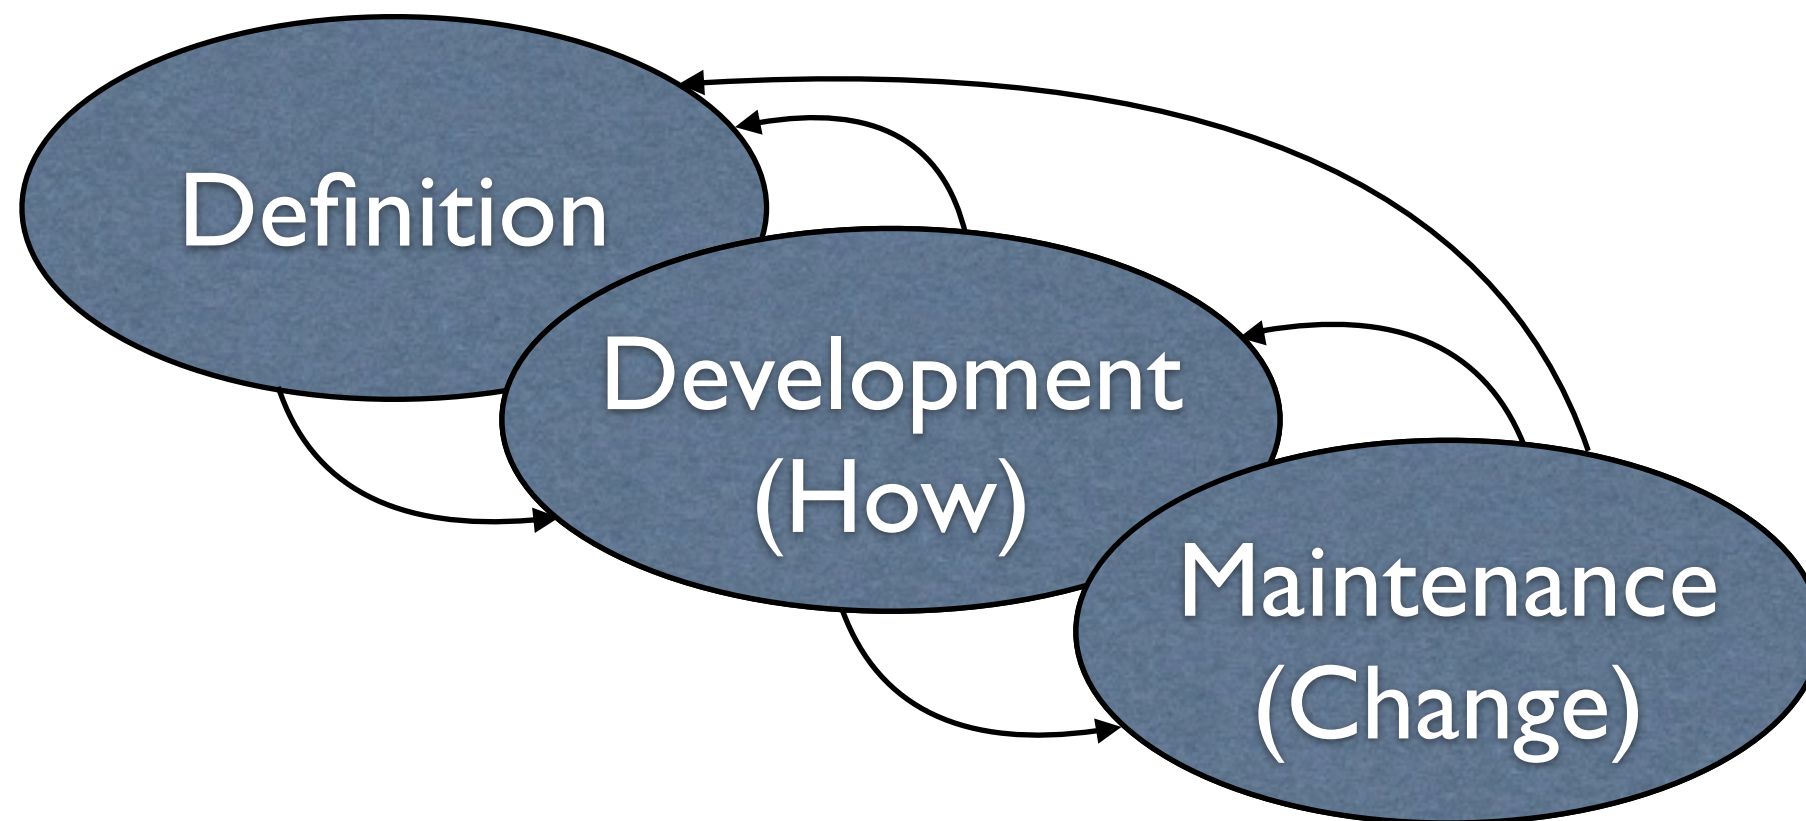 Definition
Development
(How)
Maintenance
(Change)